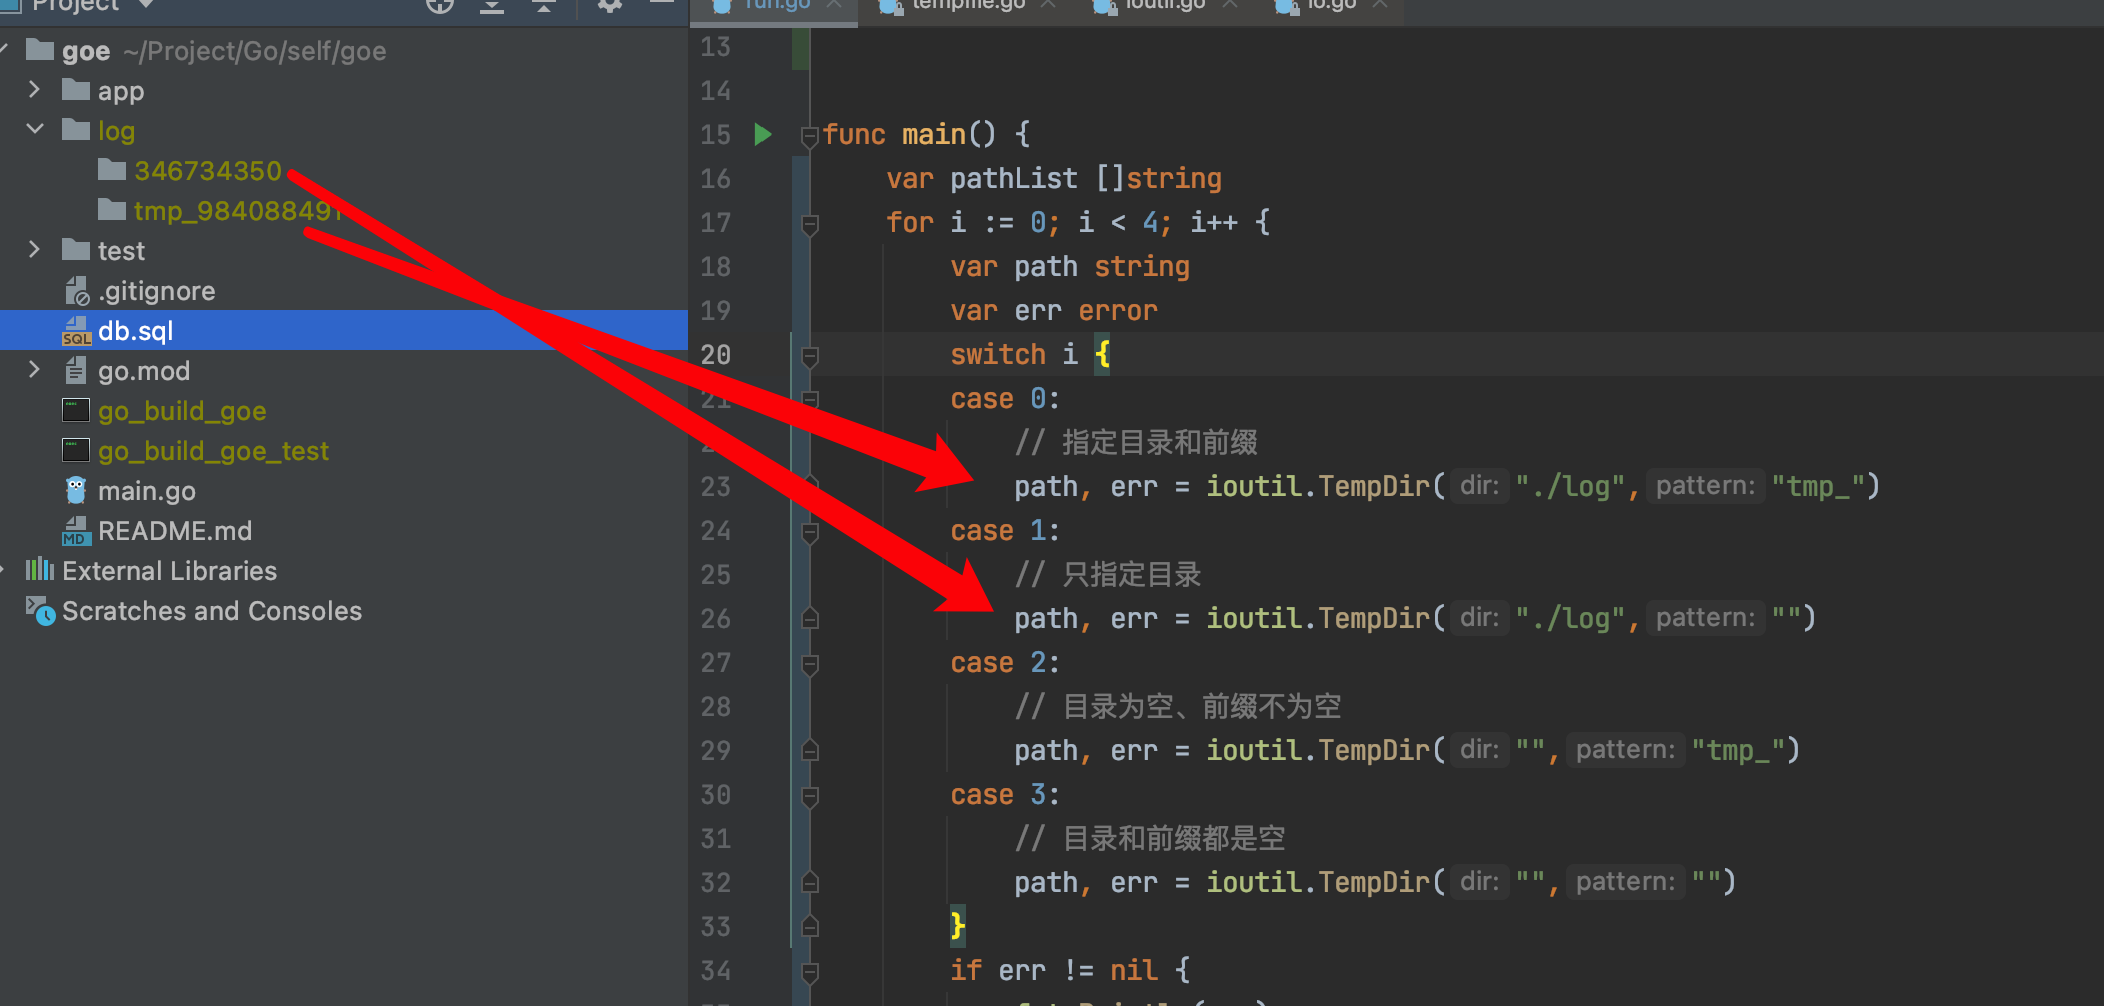 Project
goe ~/Project/Go/self/goe
app
log
346734350
tmp_984088491
test
.gitignore
db.sql
go.mod
go_build_goe
go_build_goe_test
main.go
README.md
External Libraries
Scratches and Consoles
run.go tempfile.go ioutil.go io.go
13
14
15 func main() {
16 var pathList []string
17 for i := 0; i < 4; i++ {
18 var path string
19 var err error
20 switch i {
21 case 0:
// 指定目录和前缀
23 path, err = ioutil.TempDir( dir: "./log", pattern: "tmp_")
24 case 1:
25 // 只指定目录
26 path, err = ioutil.TempDir( dir: "./log", pattern: "")
27 case 2:
28 // 目录为空、前缀不为空
29 path, err = ioutil.TempDir( dir: "", pattern: "tmp_")
30 case 3:
31 // 目录和前缀都是空
32 path, err = ioutil.TempDir( dir: "", pattern: "")
33 }
34 if err != nil {